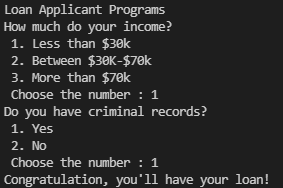 Loan Applicant Programs
How much do your income?
1. Less than $30k
2. Between $30K-$70k
3. More than $70k
Choose the number : 1
Do you have criminal records?
1. Yes
2. No
Choose the number : 1
Congratulation, you'll have your loan!